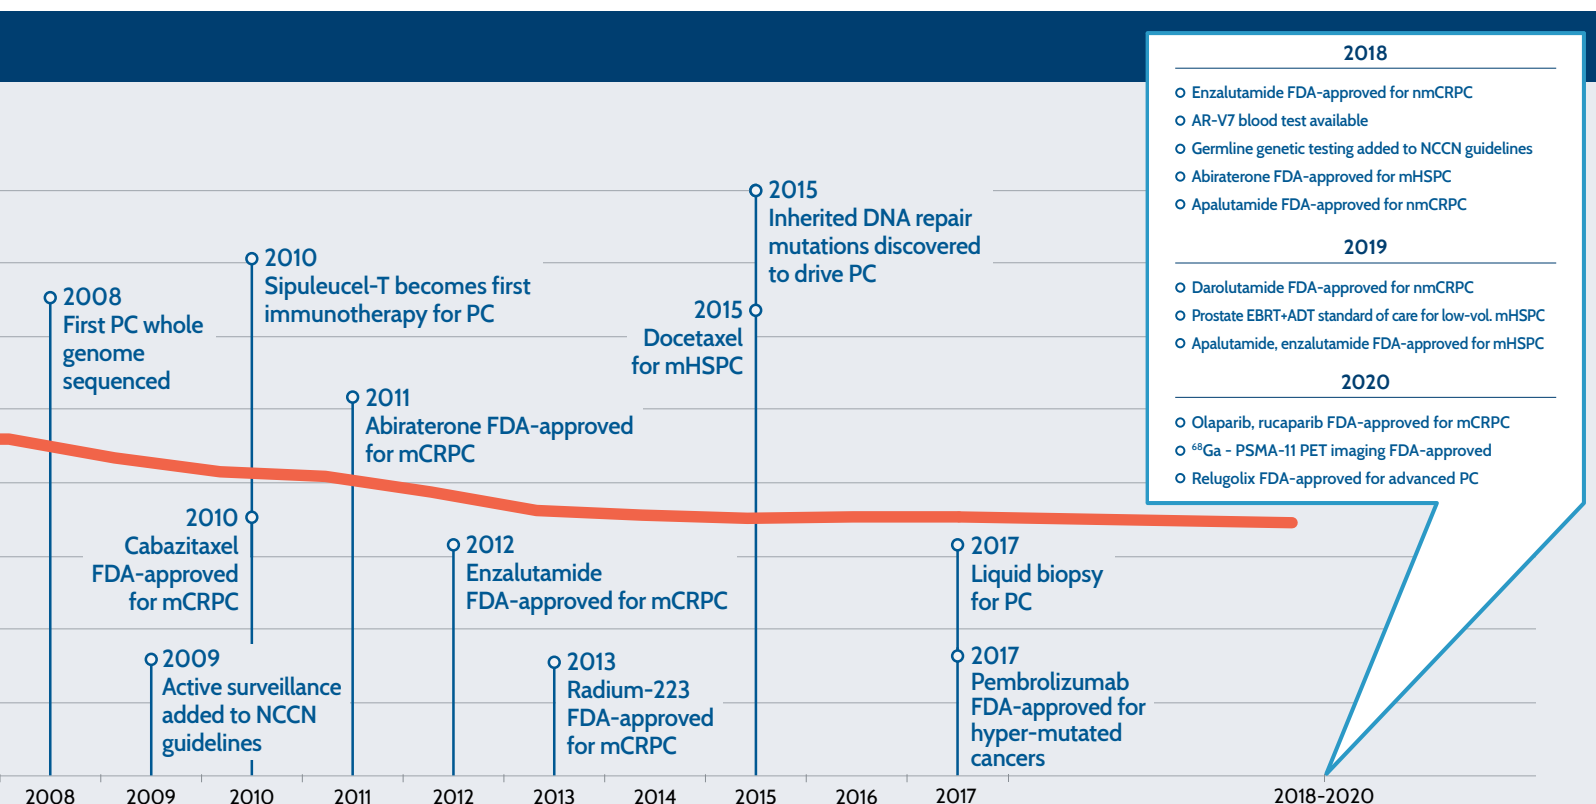 2008
First PC whole
genome
sequenced
2009
Active surveillance
added to NCCN
guidelines
2010
Sipuleucel-T becomes first
immunotherapy for PC
2010
Cabazitaxel
FDA-approved
for mCRPC
2011
Abiraterone FDA-approved
for mCRPC
2012
Enzalutamide
FDA-approved for mCRPC
2013
Radium-223
FDA-approved
for mCRPC
2015
Inherited DNA repair
mutations discovered
to drive PC
2015
Docetaxel
for mHSPC
2017
Liquid biopsy
for PC
2017
Pembrolizumab
FDA-approved for
hyper-mutated
cancers
2018
Enzalutamide FDA-approved for nmCRPC
AR-V7 blood test available
Germline genetic testing added to NCCN guidelines
Abiraterone FDA-approved for mHSPC
Apalutamide FDA-approved for nmCRPC
2019
Darolutamide FDA-approved for nmCRPC
Prostate EBRT+ADT standard of care for low-vol. mHSPC
Apalutamide, enzalutamide FDA-approved for mHSPC
2020
Olaparib, rucaparib FDA-approved for mCRPC
⁶⁸Ga - PSMA-11 PET imaging FDA-approved
Relugolix FDA-approved for advanced PC
2008 2009 2010 2011 2012 2013 2014 2015 2016 2017 2018-2020